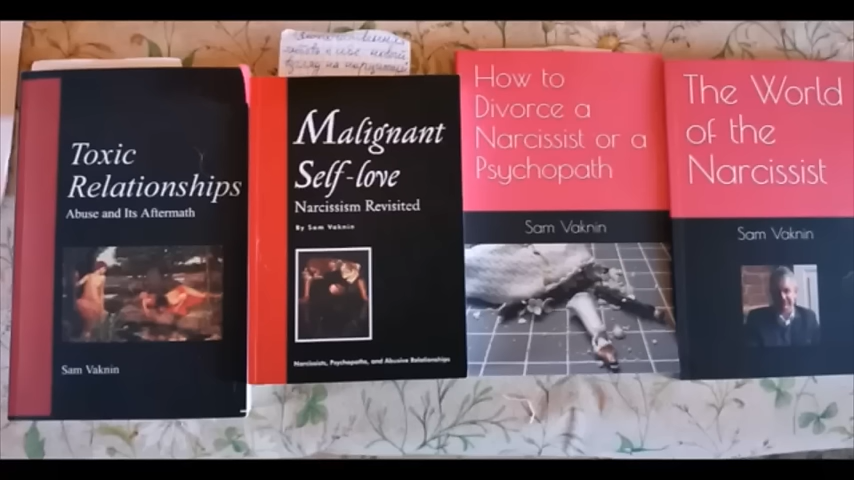 Toxic
Relationships
Abuse and Its Aftermath
Sam Vaknin
Malignant
Self-love
Narcissism Revisited
By Sam Vaknin
Narcissists, Psychopaths, and Abusive Relationships
How to
Divorce a
Narcissist or a
Psychopath
Sam Vaknin
The World
of the
Narcissist
Sam Vaknin